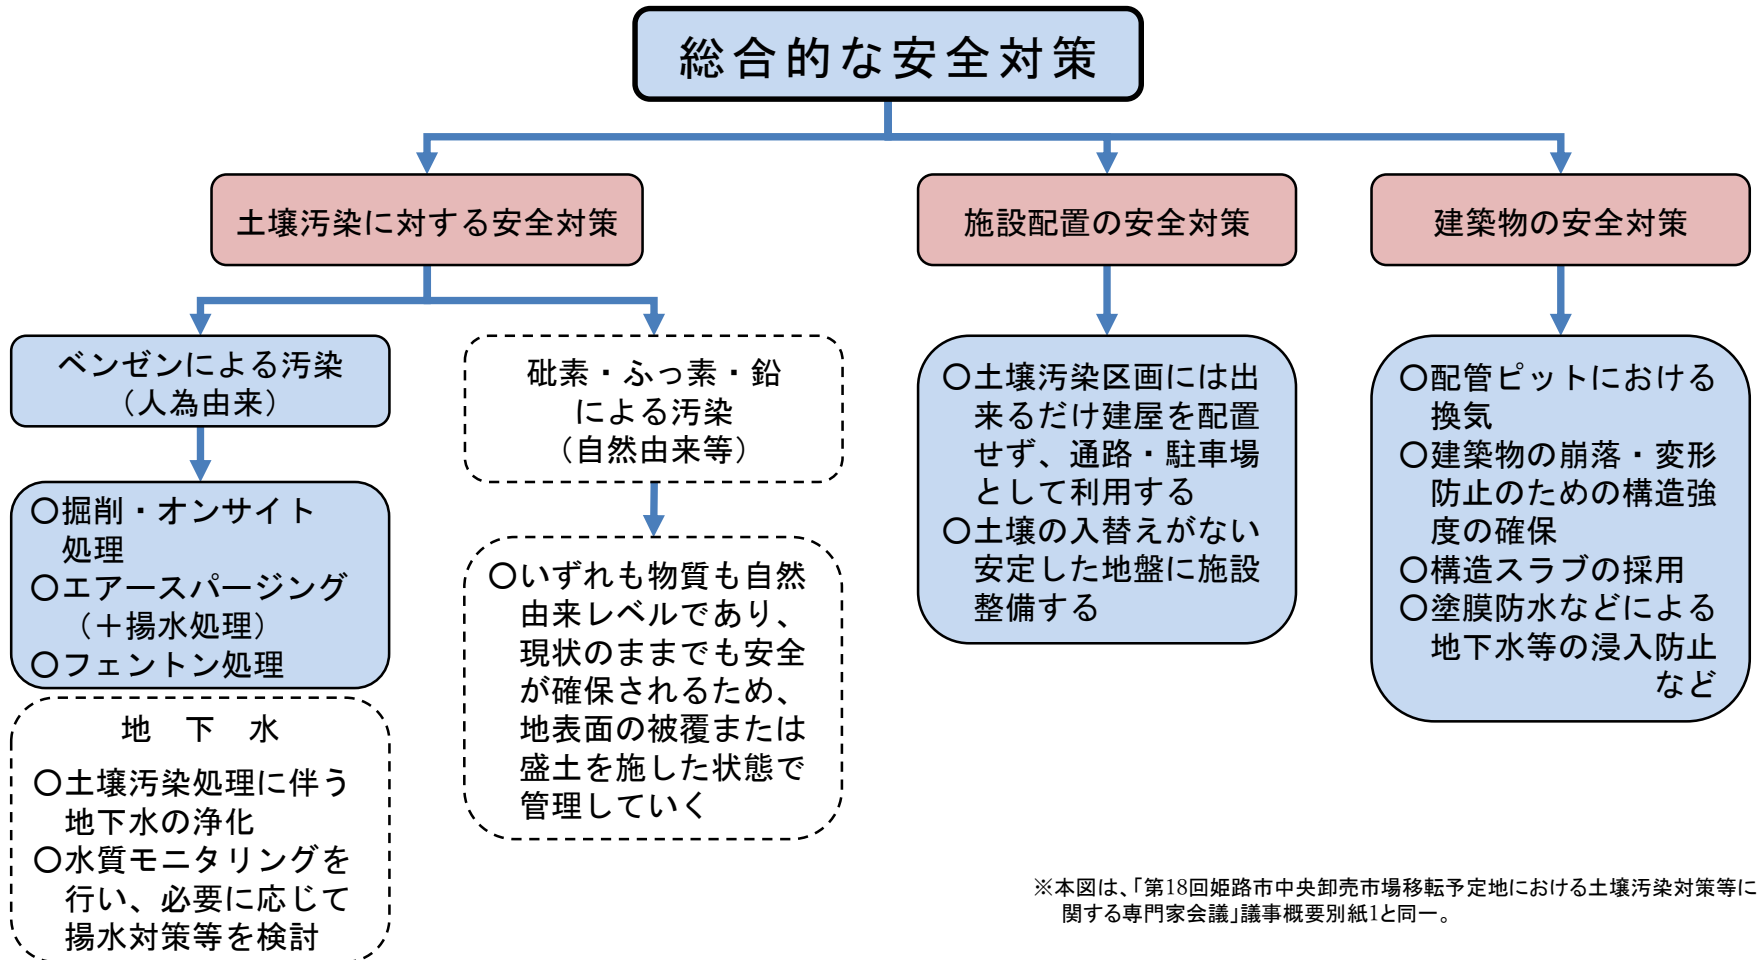 総合的な安全対策
土壌汚染に対する安全対策
施設配置の安全対策
建築物の安全対策
ベンゼンによる汚染
（人為由来）
〇掘削・オンサイト
処理
〇エアースパージング
（＋揚水処理）
〇フェントン処理
地　下　水
〇土壌汚染処理に伴う
地下水の浄化
〇水質モニタリングを
行い、必要に応じて
揚水対策等を検討
砒素・ふっ素・鉛
による汚染
（自然由来等）
〇いずれも物質も自然
由来レベルであり、
現状のままでも安全
が確保されるため、
地表面の被覆または
盛土を施した状態で
管理していく
〇土壌汚染区画には出
来るだけ建屋を配置
せず、通路・駐車場
として利用する
〇土壌の入替えがない
安定した地盤に施設
整備する
〇配管ピットにおける
換気
〇建築物の崩落・変形
防止のための構造強
度の確保
〇構造スラブの採用
〇塗膜防水などによる
地下水等の浸入防止
など
※本図は、「第18回姫路市中央卸売市場移転予定地における土壌汚染対策等に
関する専門家会議」議事概要別紙1と同一。